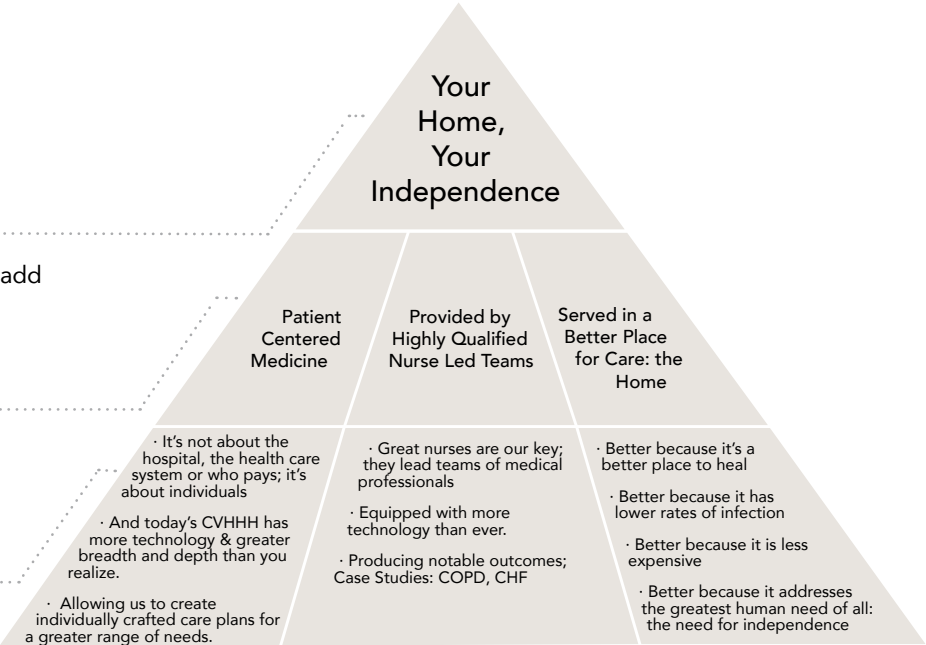 Your
Home,
Your
Independence
add
Patient
Centered
Medicine
Provided by
Highly Qualified
Nurse Led Teams
Served in a
Better Place
for Care: the
Home
· It's not about the
hospital, the health care
system or who pays; it's
about individuals
· And today's CVHHH has
more technology & greater
breadth and depth than you
realize.
· Allowing us to create
individually crafted care plans for
a greater range of needs.
· Great nurses are our key;
they lead teams of medical
professionals
· Equipped with more
technology than ever.
· Producing notable outcomes;
Case Studies: COPD, CHF
· Better because it's a
better place to heal
· Better because it has
lower rates of infection
· Better because it is less
expensive
· Better because it addresses
the greatest human need of all:
the need for independence